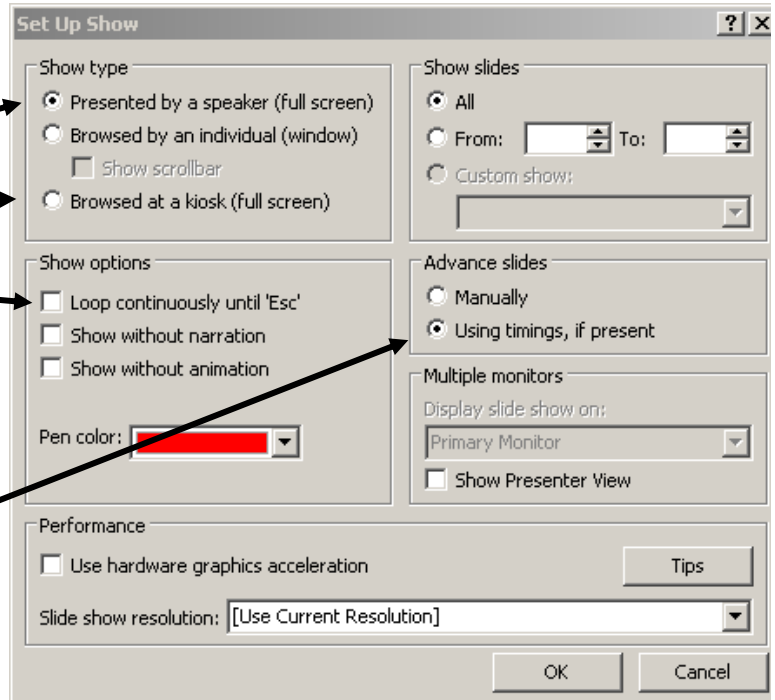 Set Up Show
Show type
Presented by a speaker (full screen)
Browsed by an individual (window)
Show scrollbar
Browsed at a kiosk (full screen)
Show slides
All
From: To:
Custom show:
Show options
Loop continuously until 'Esc'
Show without narration
Show without animation
Pen color:
Advance slides
Manually
Using timings, if present
Multiple monitors
Display slide show on:
Primary Monitor
Show Presenter View
Performance
Use hardware graphics acceleration
Tips
Slide show resolution: [Use Current Resolution]
OK Cancel